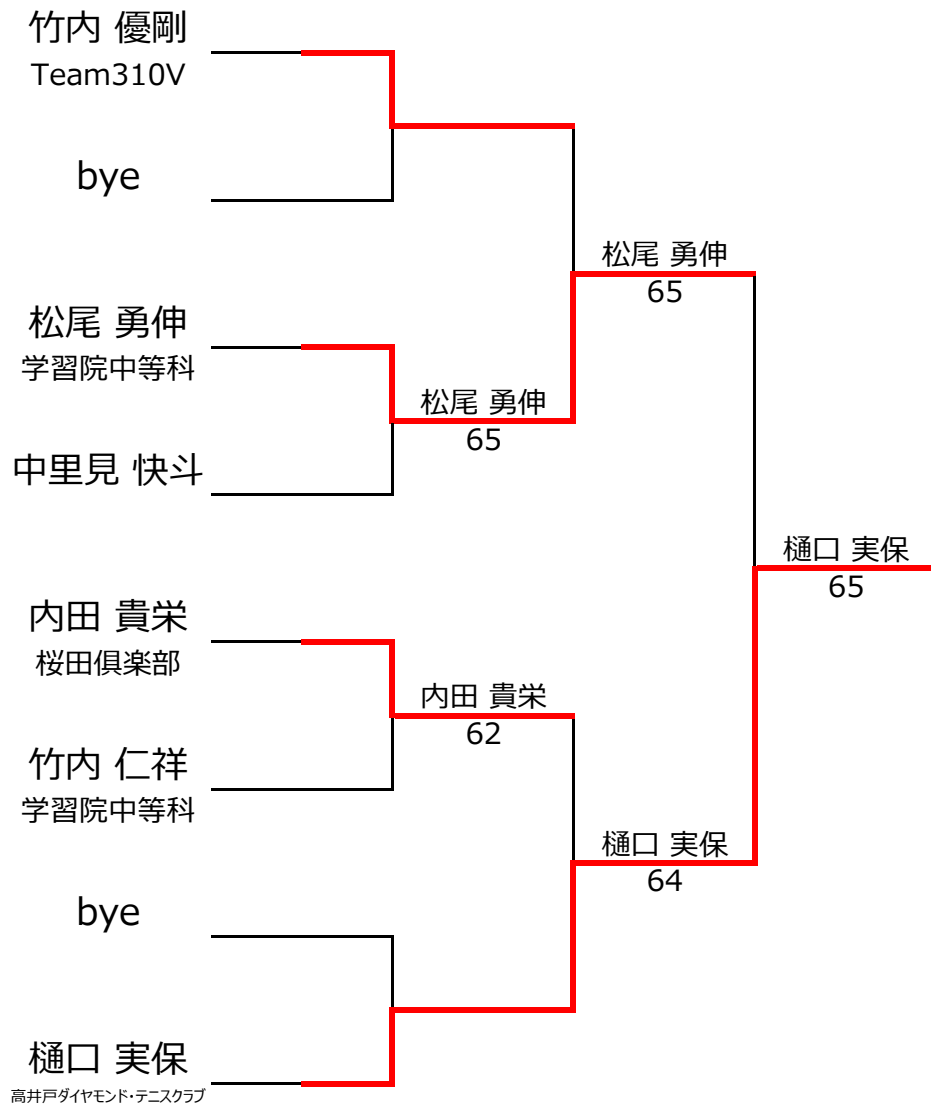 竹内 優剛
Team310V
bye
松尾 勇伸
65
松尾 勇伸
学習院中等科
松尾 勇伸
65
中里見 快斗
樋口 実保
65
内田 貴栄
桜田倶楽部
内田 貴栄
62
竹内 仁祥
学習院中等科
樋口 実保
64
bye
樋口 実保
高井戸ダイヤモンド・テニスクラブ